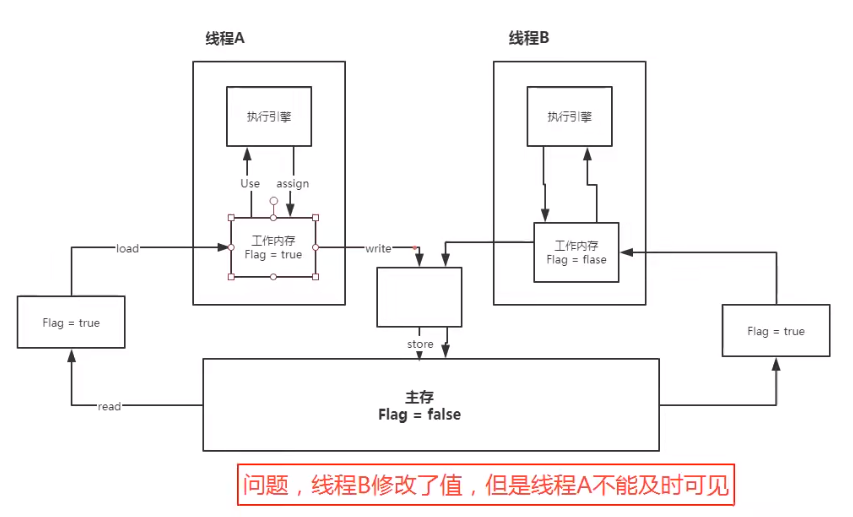 线程A
线程B
执行引擎
执行引擎
Use
assign
工作内存
Flag = true
工作内存
Flag = flase
load
write
Flag = true
Flag = true
store
主存
Flag = false
read
问题，线程B修改了值，但是线程A不能及时可见